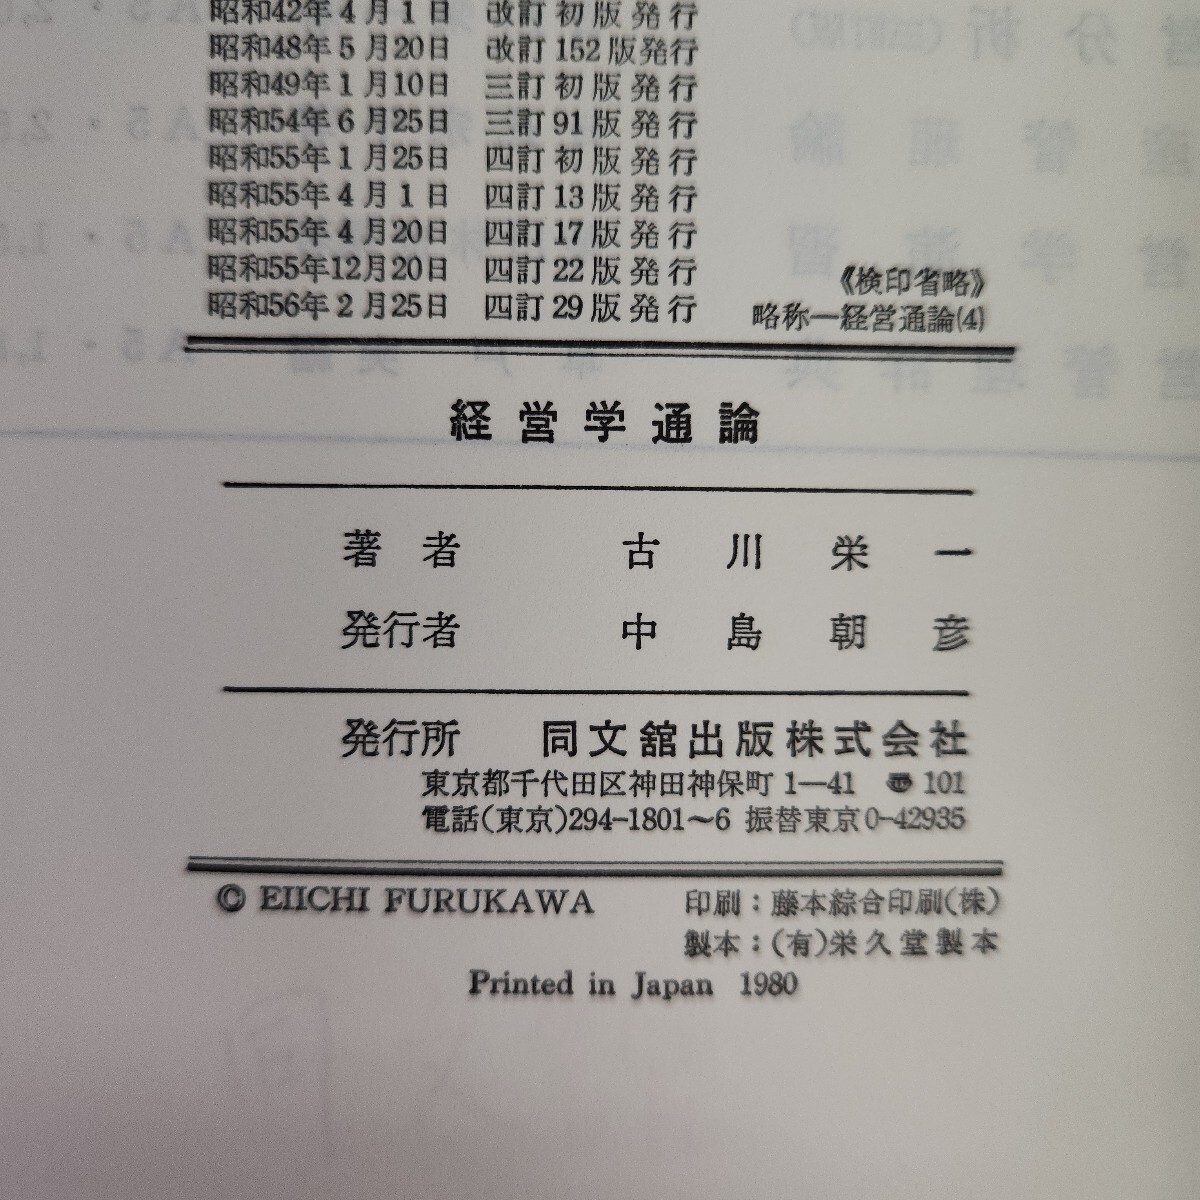 昭和42年4月1日 改訂初版発行
昭和48年5月20日 改訂152版発行
昭和49年1月10日 三訂初版発行
昭和54年6月25日 三訂91版発行
昭和55年1月25日 四訂初版発行
昭和55年4月1日 四訂13版発行
昭和55年4月20日 四訂17版発行
昭和55年12月20日 四訂22版発行
昭和56年2月25日 四訂29版発行
《検印省略》
略称―経営通論(4)
経営学通論
著者 古川栄一
発行者 中島朝彦
発行所 同文舘出版株式会社
東京都千代田区神田神保町1―41 〠101
電話(東京)294-1801～6 振替東京0-42935
© EIICHI FURUKAWA
印刷：藤本綜合印刷(株)
製本：(有)栄久堂製本
Printed in Japan 1980